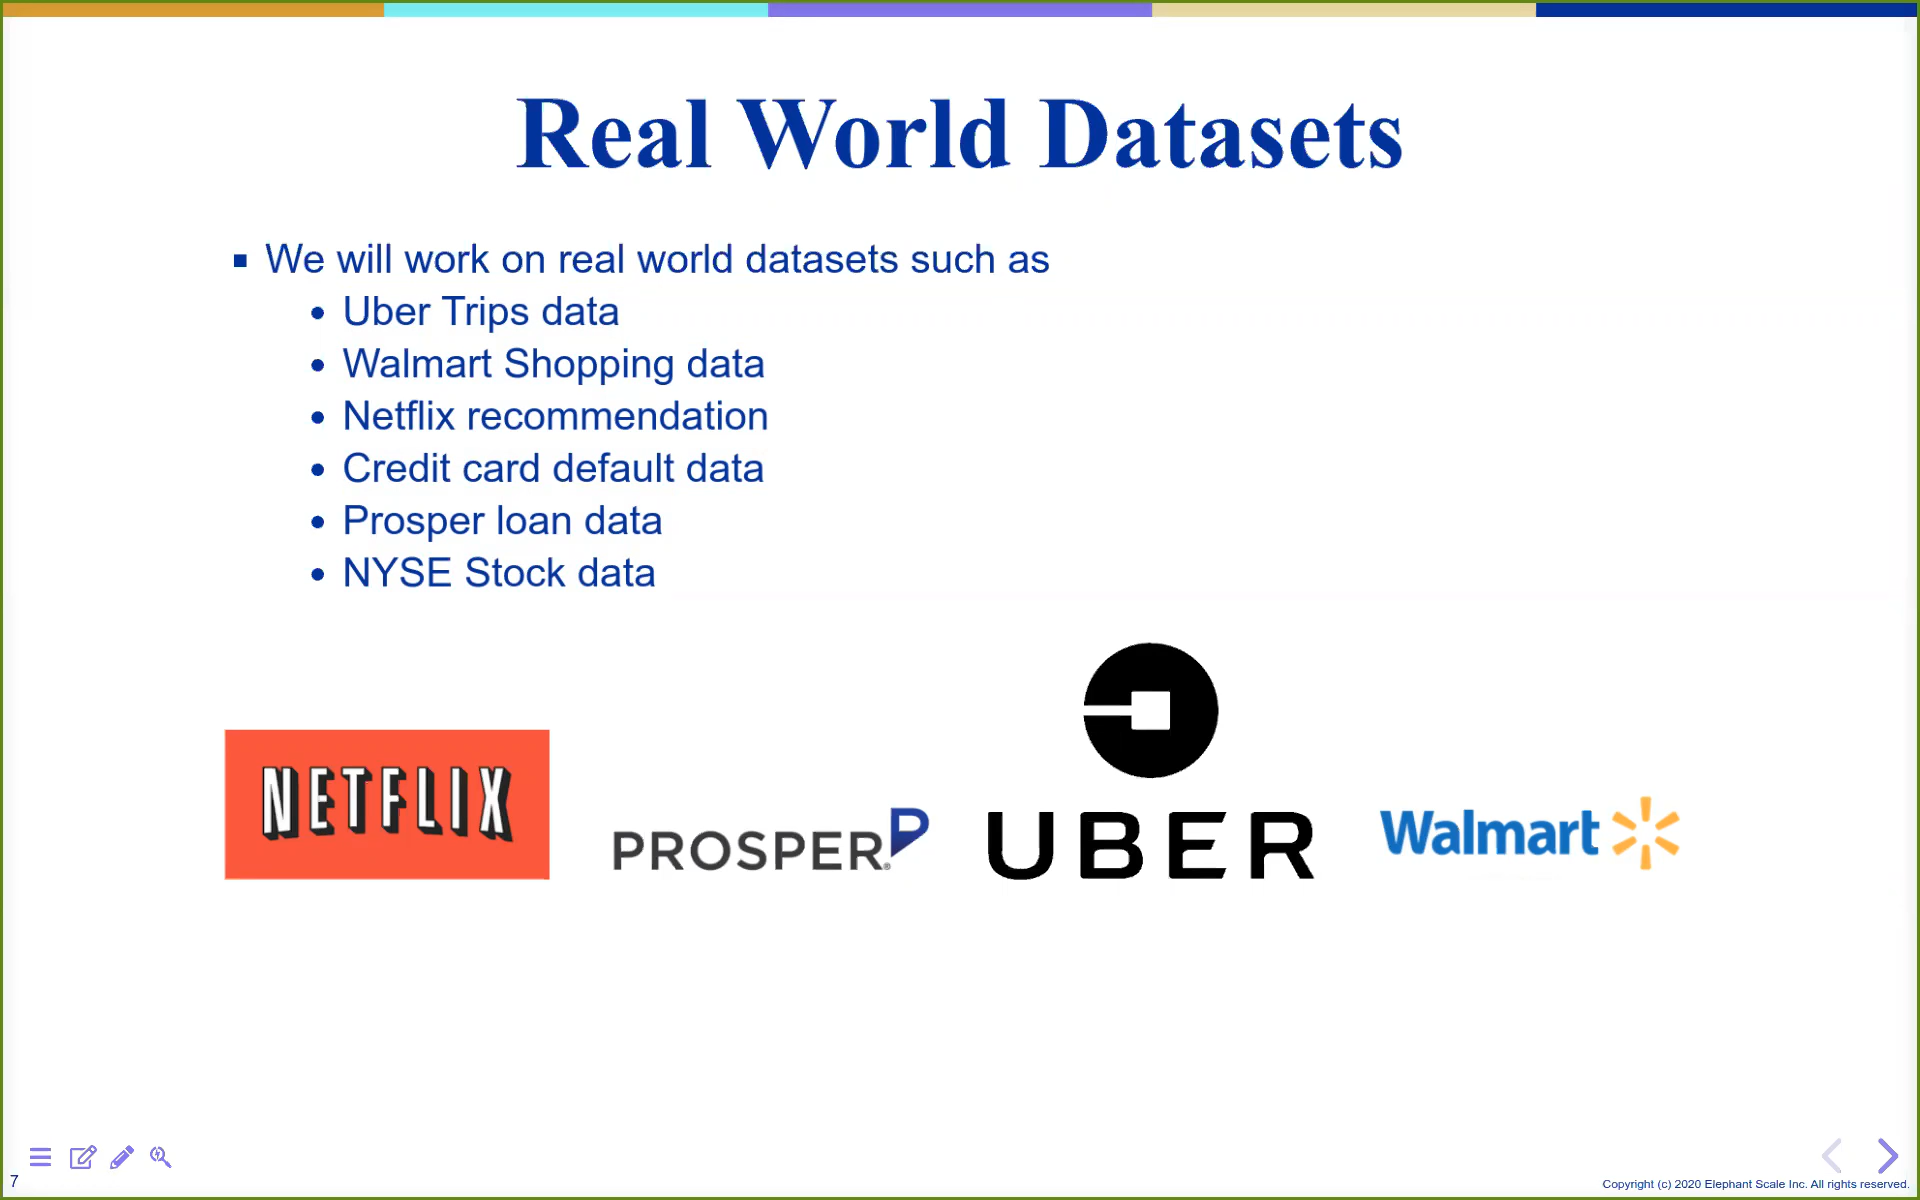 Real World Datasets
We will work on real world datasets such as
Uber Trips data
Walmart Shopping data
Netflix recommendation
Credit card default data
Prosper loan data
NYSE Stock data
NETFLIX
PROSPER®
UBER
Walmart
7
Copyright (c) 2020 Elephant Scale Inc. All rights reserved.